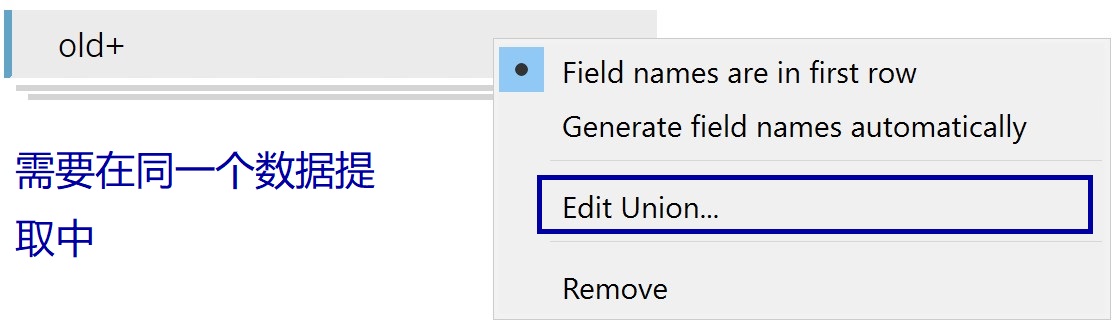 old+
Field names are in first row
Generate field names automatically
Edit Union...
Remove
需要在同一个数据提
取中